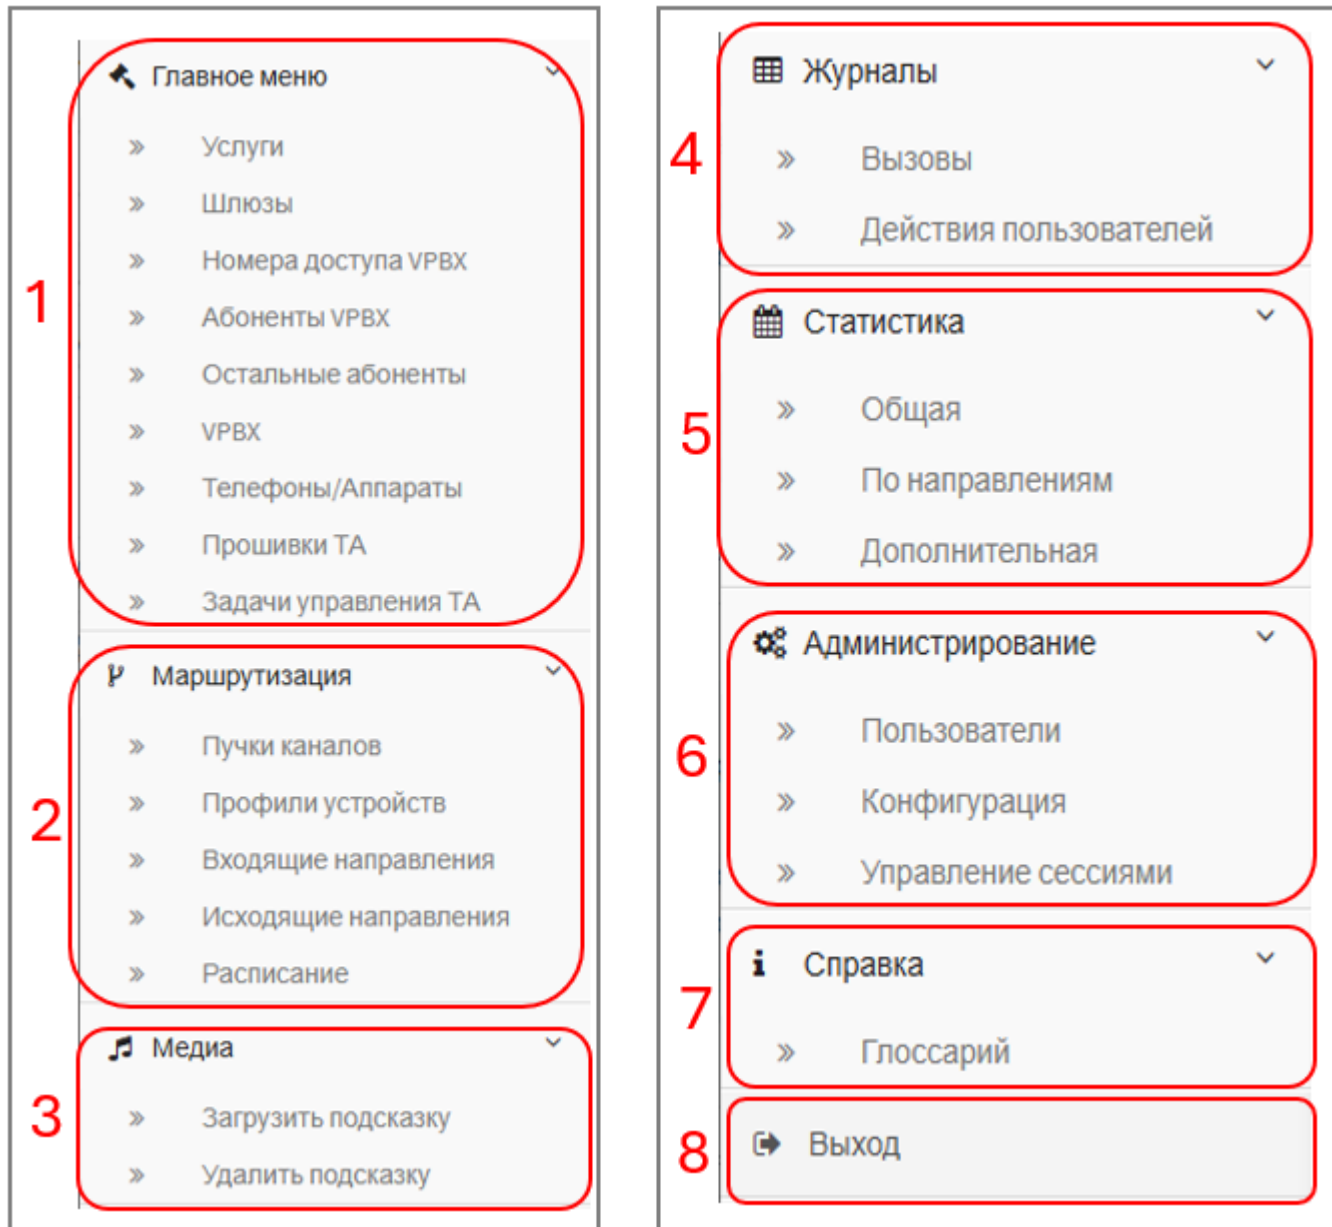 1
Главное меню
Услуги
Шлюзы
Номера доступа VPBX
Абоненты VPBX
Остальные абоненты
VPBX
Телефоны/Аппараты
Прошивки ТА
Задачи управления ТА
2
Маршрутизация
Пучки каналов
Профили устройств
Входящие направления
Исходящие направления
Расписание
3
Медиа
Загрузить подсказку
Удалить подсказку
4
Журналы
Вызовы
Действия пользователей
5
Статистика
Общая
По направлениям
Дополнительная
6
Администрирование
Пользователи
Конфигурация
Управление сессиями
7
Справка
Глоссарий
8
Выход